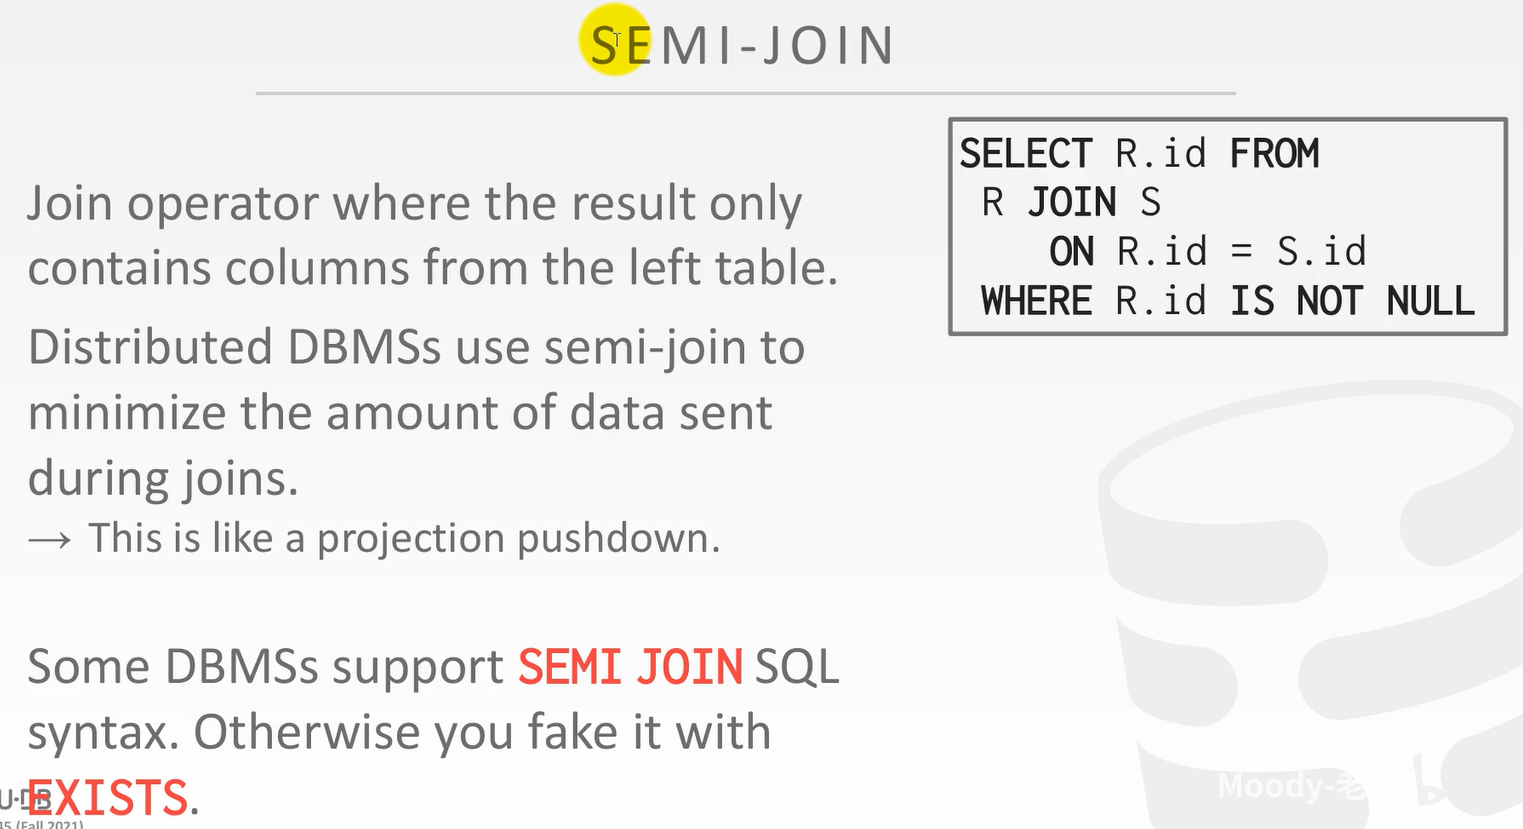 SEMI-JOIN
Join operator where the result only
contains columns from the left table.
Distributed DBMSs use semi-join to
minimize the amount of data sent
during joins.
→ This is like a projection pushdown.
Some DBMSs support SEMI JOIN SQL
syntax. Otherwise you fake it with
EXISTS.
SELECT R.id FROM
R JOIN S
ON R.id = S.id
WHERE R.id IS NOT NULL
U·DB
45 (Fall 2021)
Moody-老